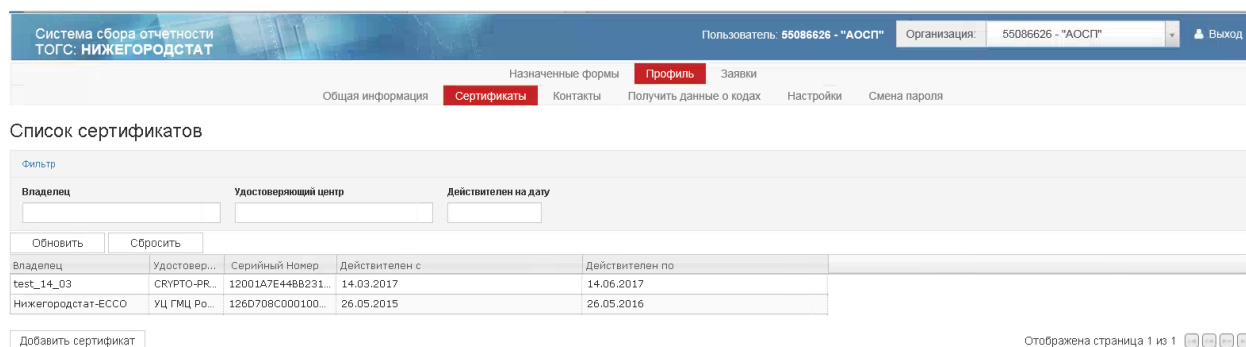 Система сбора отчетности
ТОГС: НИЖЕГОРОДСТАТ
Пользователь: 55086626 - "АОСП" Организация: 55086626 - "АОСП" Выход
Назначенные формы Профиль Заявки
Общая информация Сертификаты Контакты Получить данные о кодах Настройки Смена пароля
Список сертификатов
Фильтр
Владелец Удостоверяющий центр Действителен на дату
Обновить Сбросить
Владелец Удостовер... Серийный Номер Действителен с Действителен по
test_14_03 CRYPTO-PR... 12001A7E44BB231... 14.03.2017 14.06.2017
Нижегородстат-ЕССО УЦ ГМЦ Ро... 126D708C000100... 26.05.2015 26.05.2016
Добавить сертификат Отображена страница 1 из 1